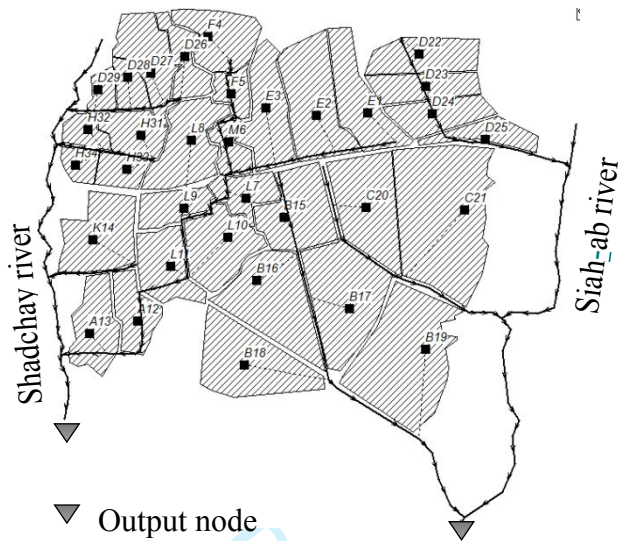 F4
D22
D26
D28
D27
D23
D29
F5
E3
D24
E2
E1
H32
H31
L8
M6
D25
H34
L7
L9
B15
C20
C21
K14
L10
B16
B17
A13
A12
B18
B19
Shadchay river
Siah-ab river
Output node